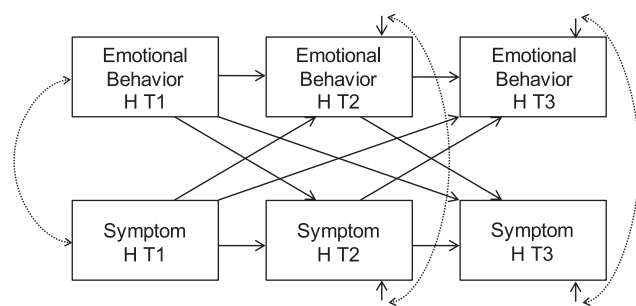 Emotional
Behavior
H T1
Emotional
Behavior
H T2
Emotional
Behavior
H T3
Symptom
H T1
Symptom
H T2
Symptom
H T3